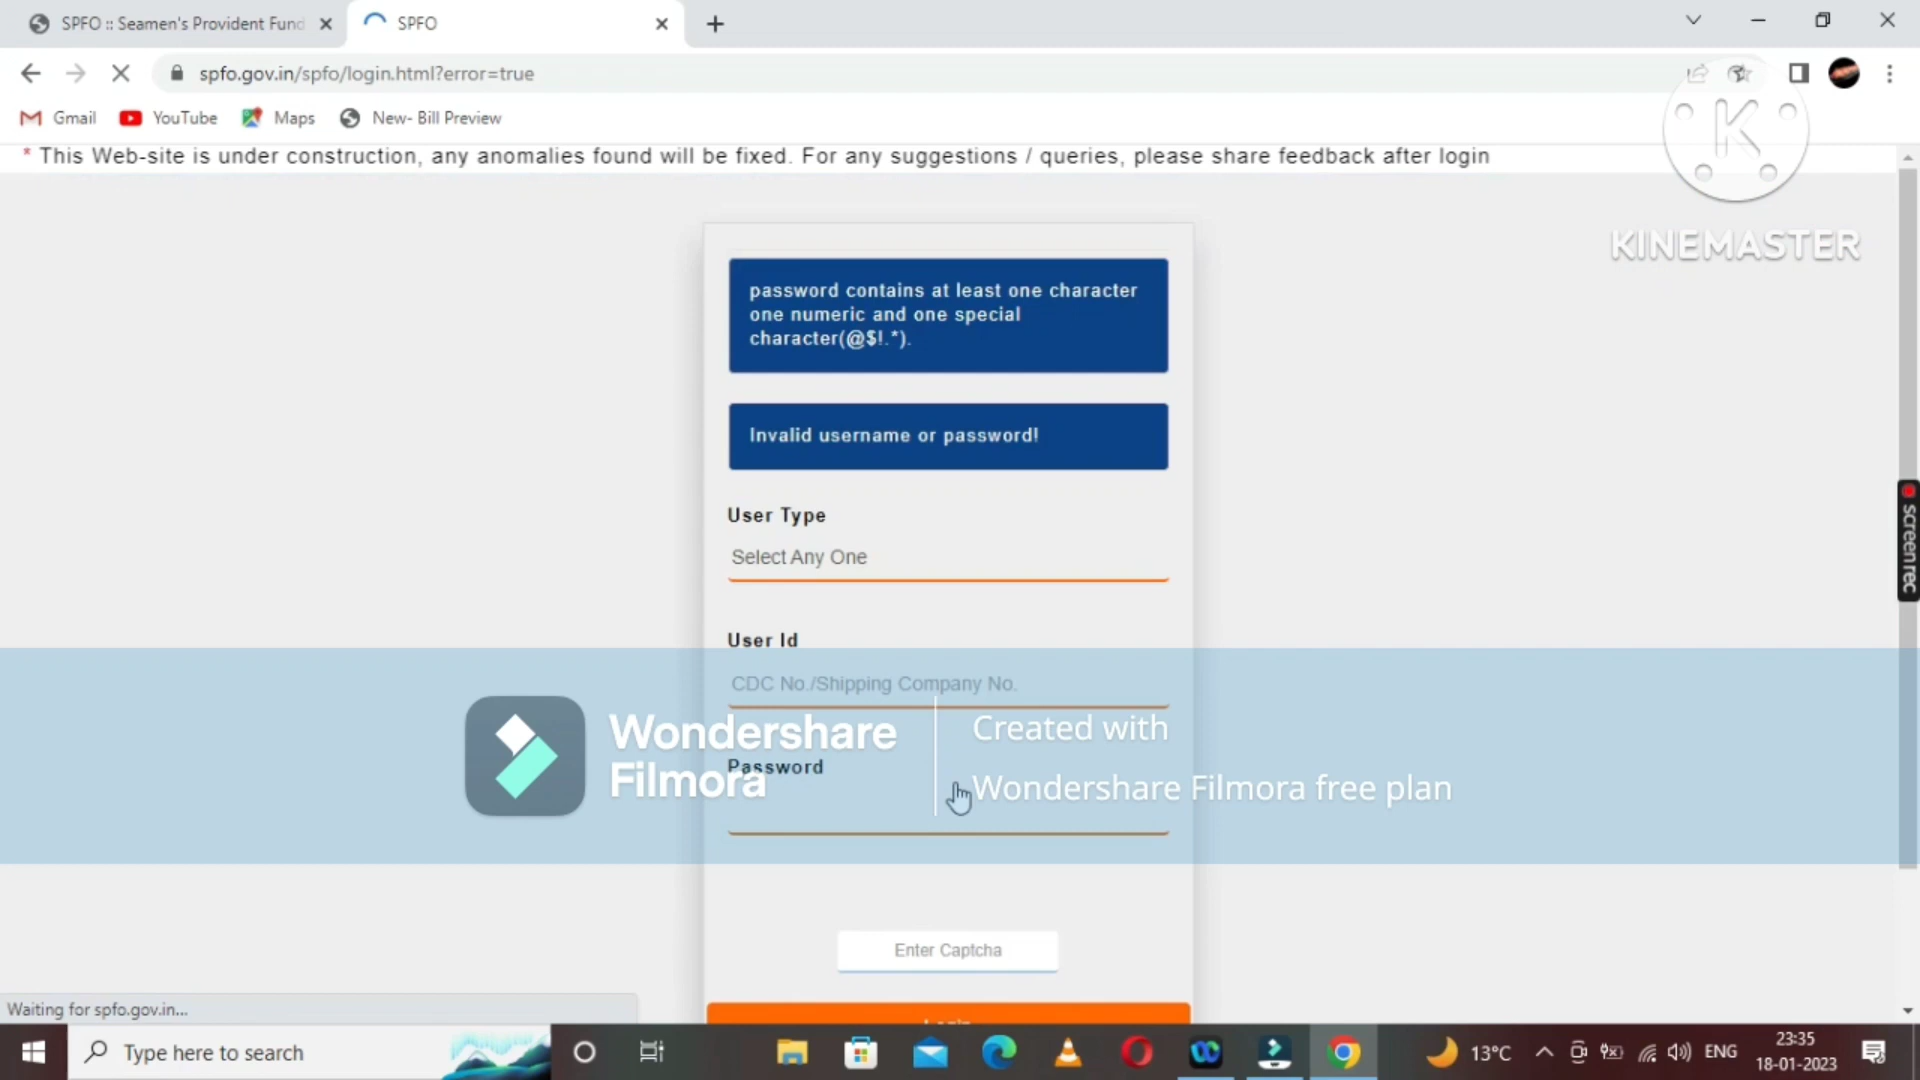 SPFO :: Seamen's Provident Fund
SPFO
spfo.gov.in/spfo/login.html?error=true
Gmail
YouTube
Maps
New- Bill Preview
* This Web-site is under construction, any anomalies found will be fixed. For any suggestions / queries, please share feedback after login
K
KINEMASTER
password contains at least one character
one numeric and one special
character(@$!.*).
Invalid username or password!
User Type
Select Any One
screenrec
User Id
CDC No./Shipping Company No.
Wondershare
Filmora
Created with
Wondershare Filmora free plan
Password
Enter Captcha
Login
Waiting for spfo.gov.in...
Type here to search
13°C
ENG
23:35
18-01-2023